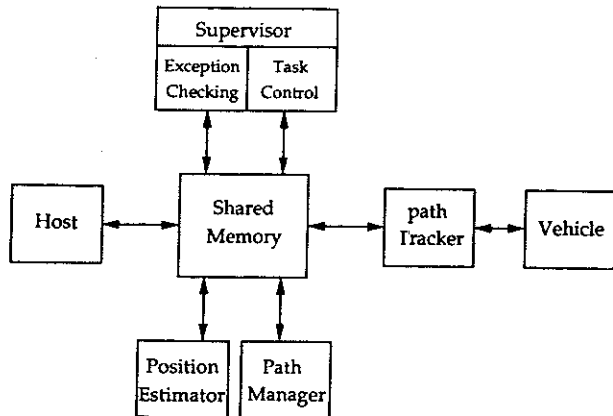 Supervisor
Exception
Checking
Task
Control
Host
Shared
Memory
path
Tracker
Vehicle
Position
Estimator
Path
Manager